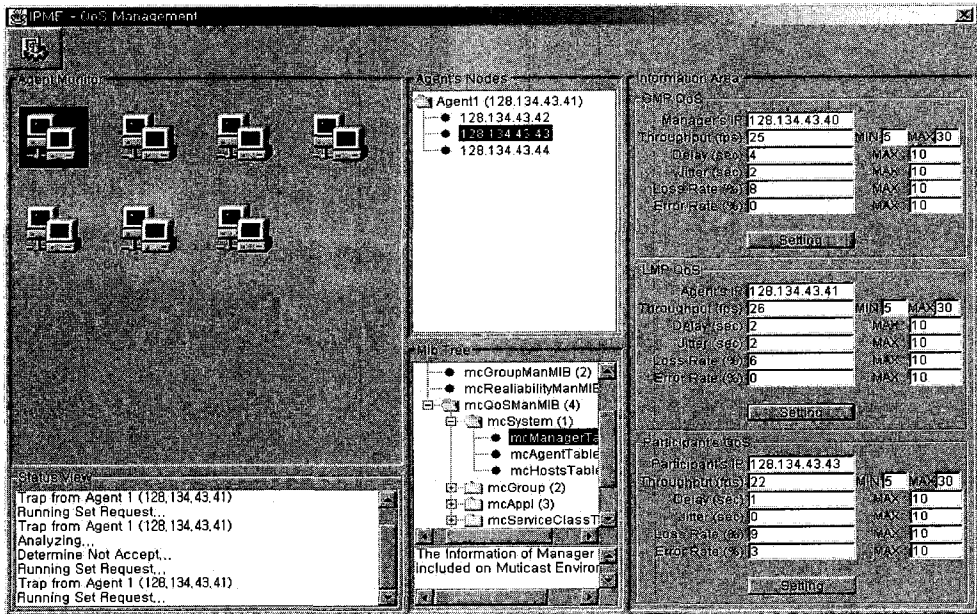 IPME - QoS Management
Agent Monitor
Agent's Nodes
Agent1 (128.134.43.41)
128.134.43.42
128.134.43.43
128.134.43.44
Information Area
GMP QoS
Manager's IP 128.134.43.40
Throughput (fps) 25 MIN 5 MAX 30
Delay (sec) 4 MAX 10
Jitter (sec) 2 MAX 10
Loss Rate (%) 8 MAX 10
Error Rate (%) 0 MAX 10
Setting
LMP QoS
Agent's IP 128.134.43.41
Throughput (fps) 26 MIN 5 MAX 30
Delay (sec) 2 MAX 10
Jitter (sec) 2 MAX 10
Loss Rate (%) 6 MAX 10
Error Rate (%) 0 MAX 10
Setting
Participant's QoS
Participant's IP 128.134.43.43
Throughput (fps) 22 MIN 5 MAX 30
Delay (sec) 1 MAX 10
Jitter (sec) 0 MAX 10
Loss Rate (%) 9 MAX 10
Error Rate (%) 3 MAX 10
Setting
Mib Tree
mcGroupManMIB (2)
mcRealiabilityManMIB
mcQoSManMIB (4)
mcSystem (1)
mcManagerTa
mcAgentTable
mcHostsTable
mcGroup (2)
mcAppl (3)
mcServiceClassT
The Information of Manager
included on Muticast Enviror
Status View
Trap from Agent 1 (128,134,43,41)
Running Set Request...
Trap from Agent 1 (128,134,43,41)
Analyzing...
Determine Not Accept...
Running Set Request...
Trap from Agent 1 (128,134,43,41)
Running Set Request...